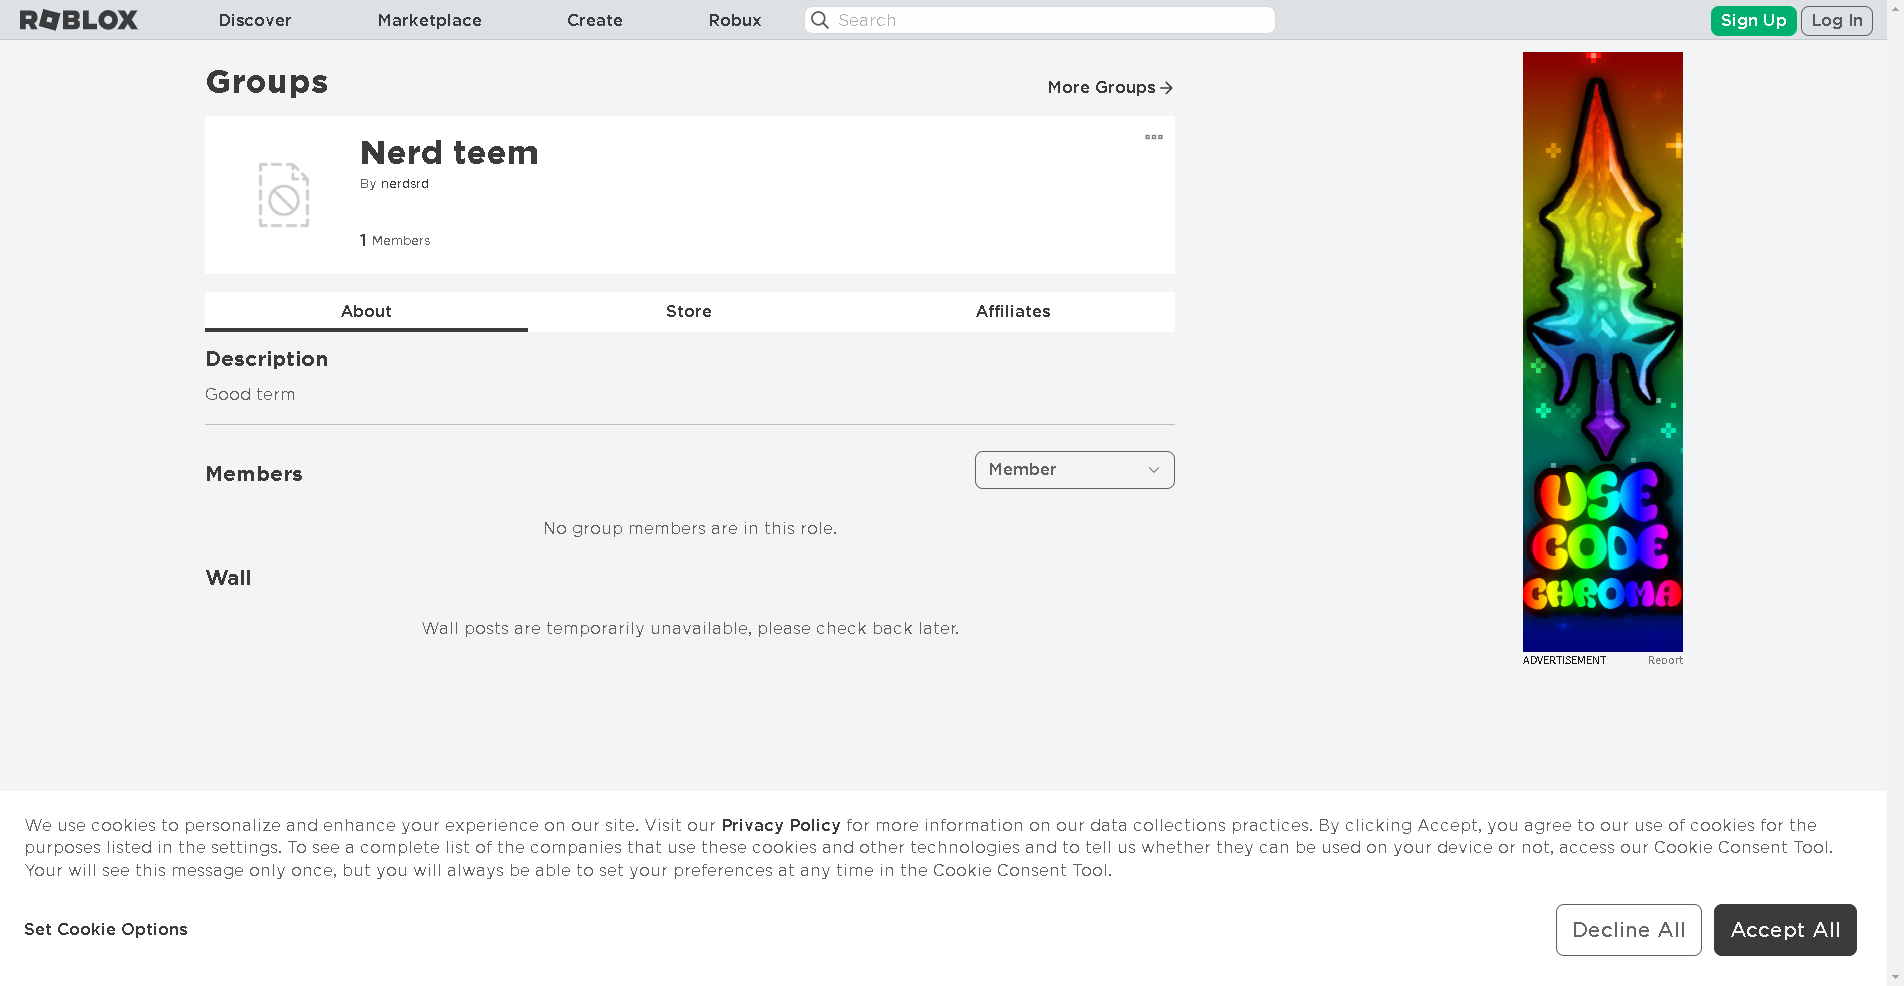 ROBLOX Discover Marketplace Create Robux Search Sign Up Log In
Groups
More Groups
Nerd teem
By nerdsrd
1 Members
About Store Affiliates
Description
Good term
Members
Member
No group members are in this role.
Wall
Wall posts are temporarily unavailable, please check back later.
USE
CODE
CHROMA
ADVERTISEMENT Report
We use cookies to personalize and enhance your experience on our site. Visit our Privacy Policy for more information on our data collections practices. By clicking Accept, you agree to our use of cookies for the
purposes listed in the settings. To see a complete list of the companies that use these cookies and other technologies and to tell us whether they can be used on your device or not, access our Cookie Consent Tool.
Your will see this message only once, but you will always be able to set your preferences at any time in the Cookie Consent Tool.
Set Cookie Options
Decline All
Accept All